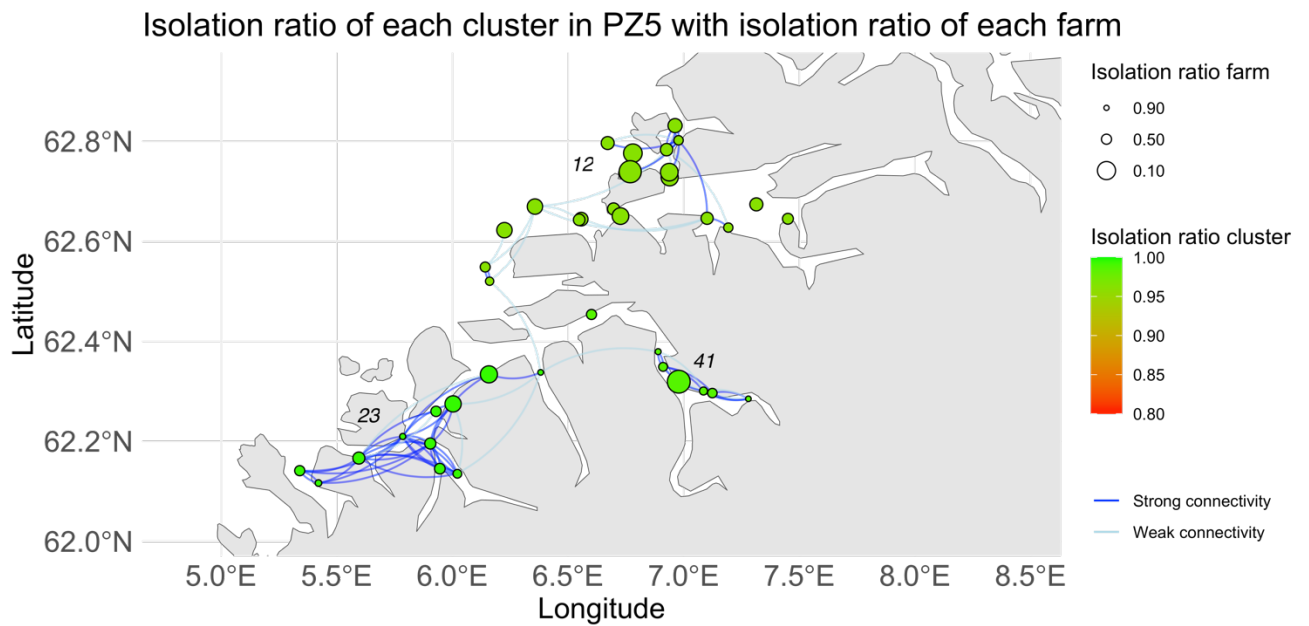 Isolation ratio of each cluster in PZ5 with isolation ratio of each farm
62.8°N
62.6°N
62.4°N
62.2°N
62.0°N
Latitude
12
41
23
5.0°E 5.5°E 6.0°E 6.5°E 7.0°E 7.5°E 8.0°E 8.5°E
Longitude
Isolation ratio farm
0.90
0.50
0.10
Isolation ratio cluster
1.00
0.95
0.90
0.85
0.80
Strong connectivity
Weak connectivity